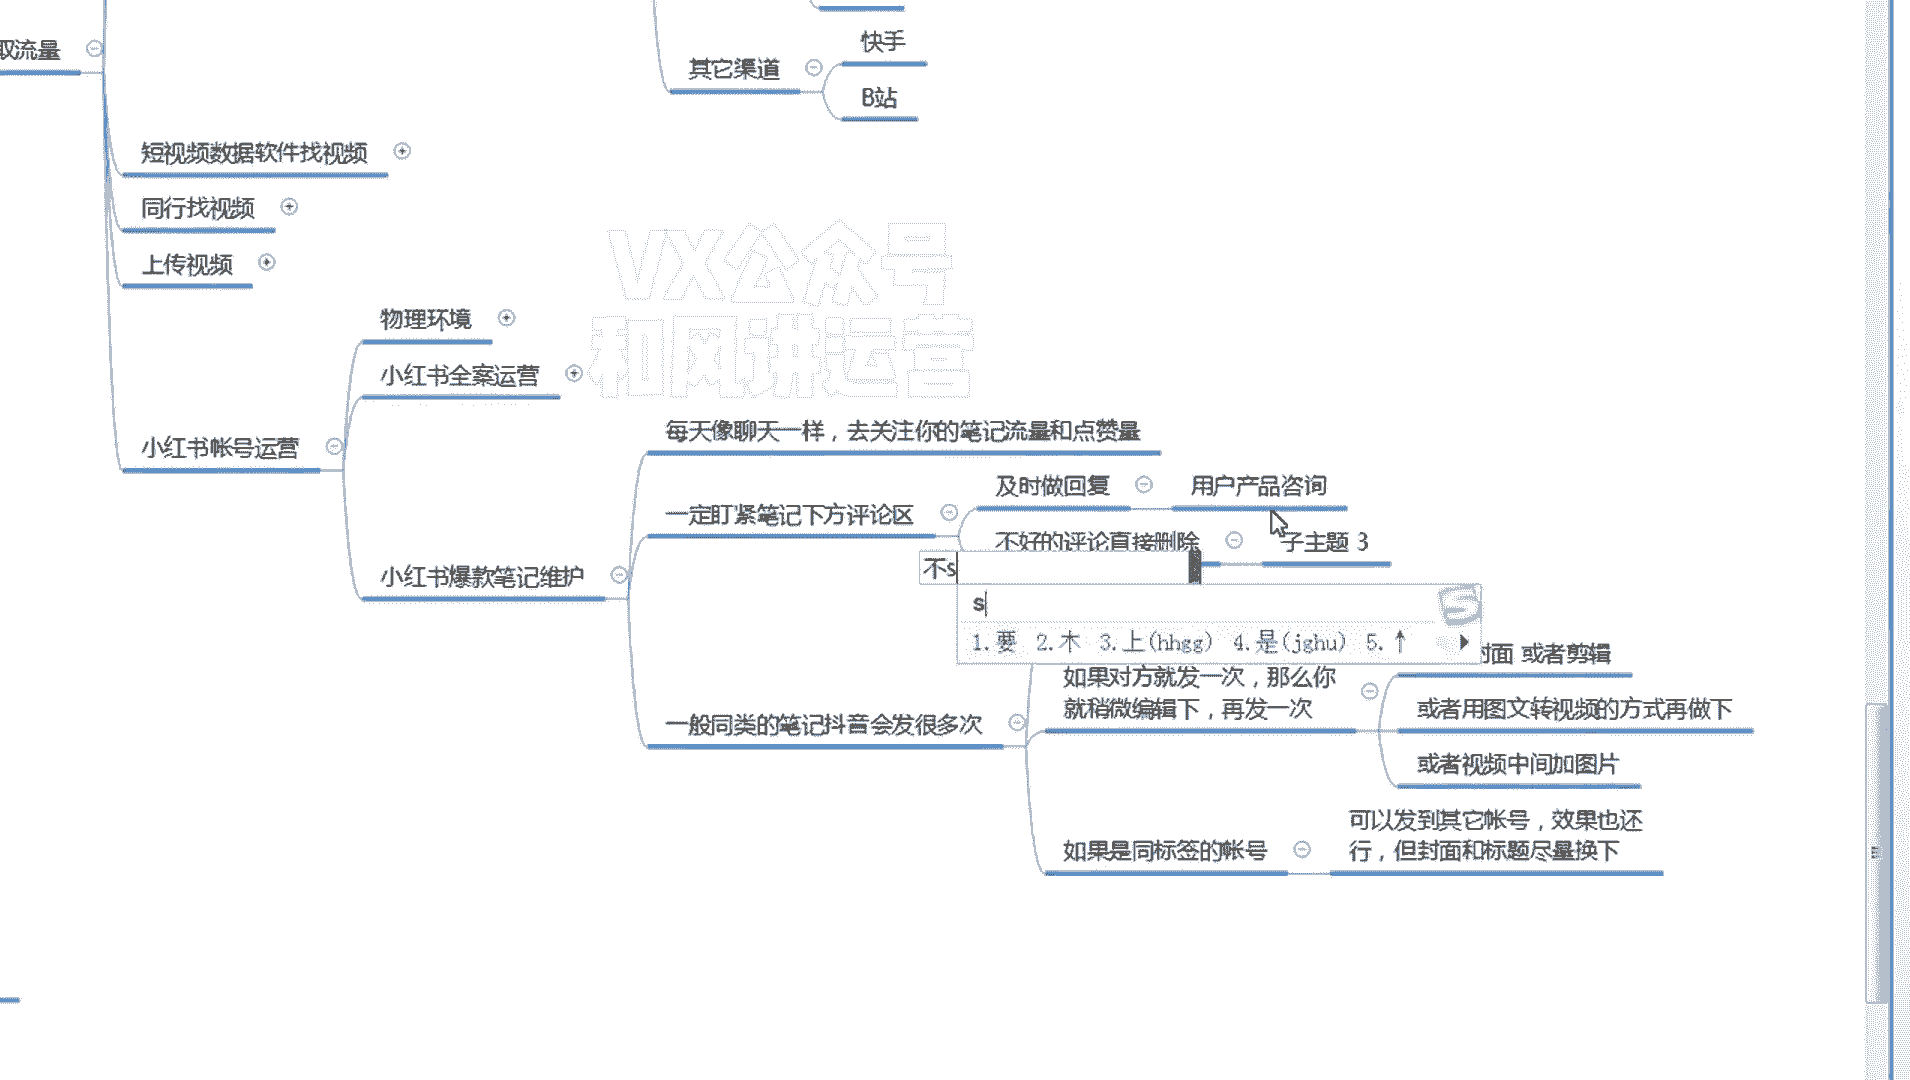 取流量
快手
其它渠道
B站
短视频数据软件找视频
同行找视频
上传视频
VX公众号
和风讲运营
物理环境
小红书全案运营
小红书帐号运营
每天像聊天一样，去关注你的笔记流量和点赞量
一定盯紧笔记下方评论区
及时做回复
用户产品咨询
不好的评论直接删除
子主题 3
不s
s
1.要 2.木 3.上(hhgg) 4.是(jghu) 5.↑
小红书爆款笔记维护
一般同类的笔记抖音会发很多次
如果对方就发一次，那么你
就稍微编辑下，再发一次
封面 或者剪辑
或者用图文转视频的方式再做下
或者视频中间加图片
如果是同标签的帐号
可以发到其它帐号，效果也还
行，但封面和标题尽量换下